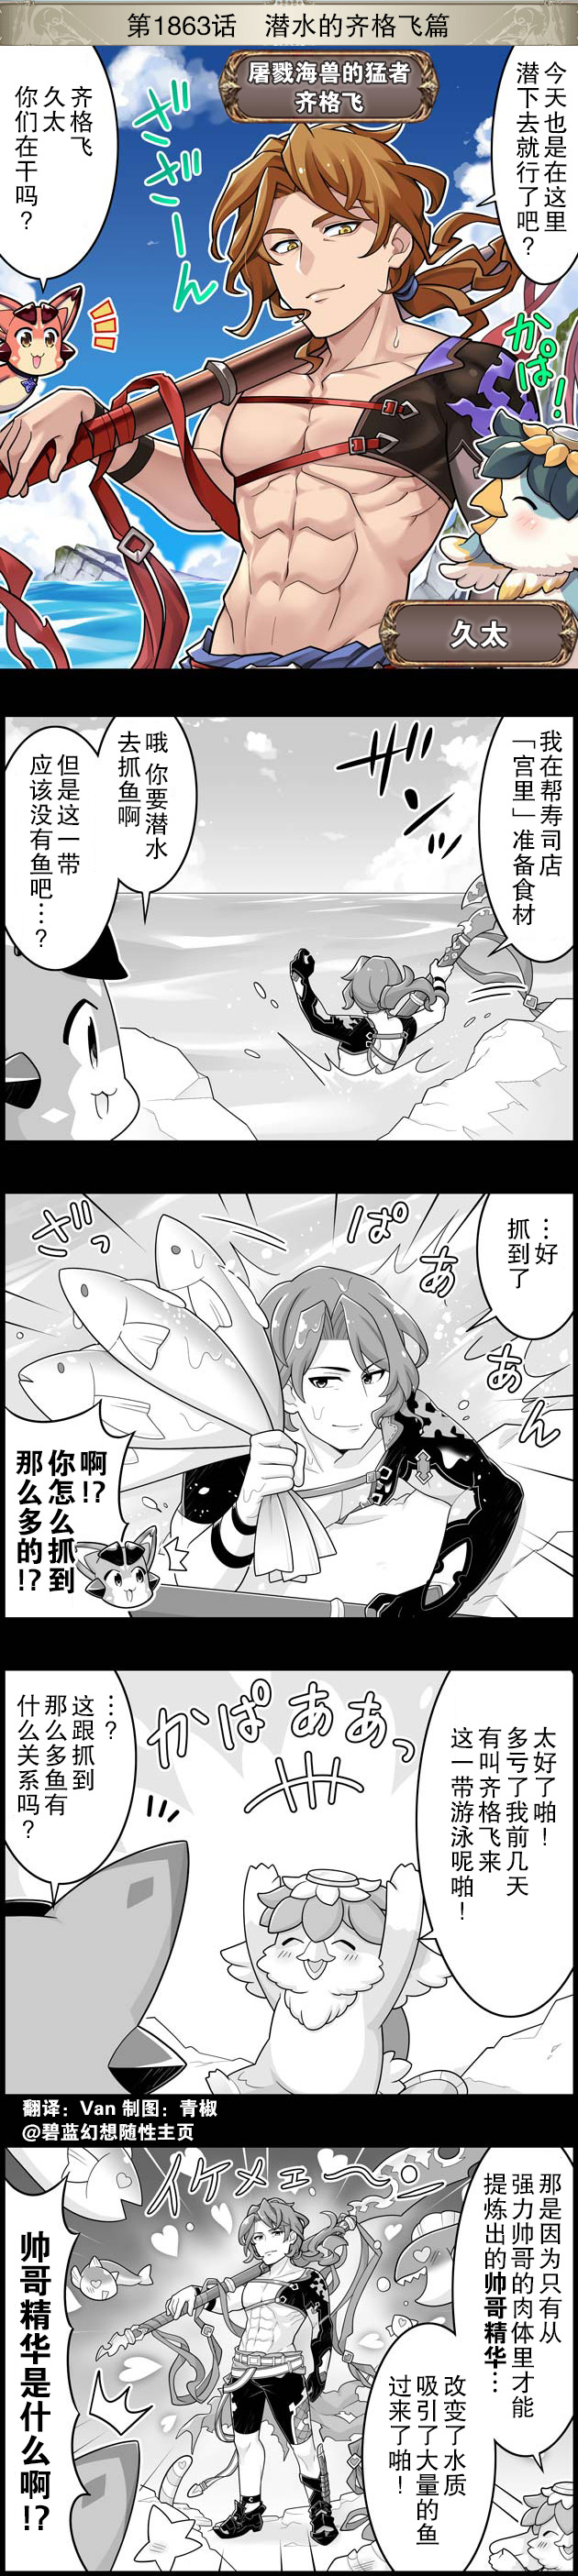 第1863话　潜水的齐格飞篇
屠戮海兽的猛者
齐格飞
今天也是在这里
潜下去就行了吧？
ざざーん
齐格飞
久太
你们在干吗？
かぱぁ！
久太
我在帮寿司店
「宫里」准备食材
ザブン
哦 你要潜水
去抓鱼啊
但是这一带
应该没有鱼吧…？
…好
抓到了
ぱあぁあん
ざっ
啊!?
你怎么抓到
那么多的!?
太好了啪！
多亏了我前几天
有叫齐格飞来
这一带游泳呢啪！
かぱぁあぁっ
…？
这跟抓到
那么多鱼有
什么关系吗？
翻译：Van 制图：青椒
@碧蓝幻想随性主页
那是因为只有从
强力帅哥的肉体里才能
提炼出的帅哥精华…
イケメェ〜ン
改变了水质
吸引了大量的鱼
过来了啪！
帅哥精华是什么啊!?